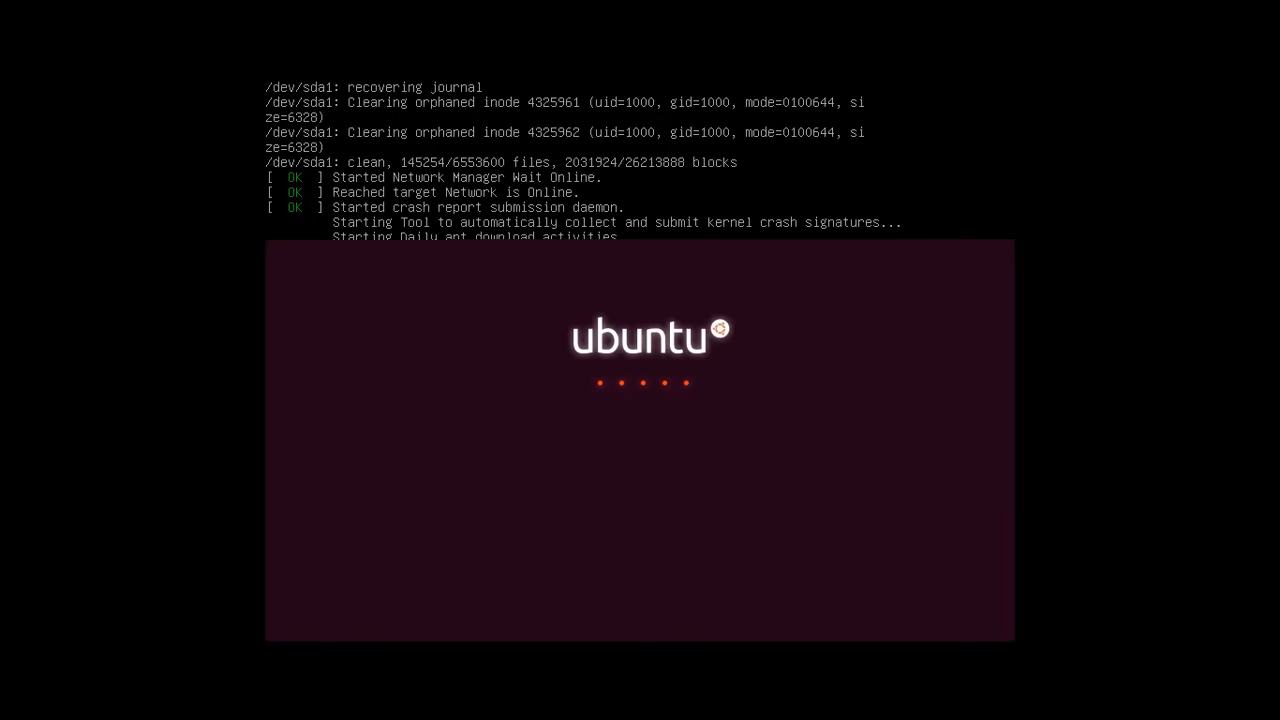 /dev/sda1: recovering journal
/dev/sda1: Clearing orphaned inode 4325961 (uid=1000, gid=1000, mode=0100644, si
ze=6328)
/dev/sda1: Clearing orphaned inode 4325962 (uid=1000, gid=1000, mode=0100644, si
ze=6328)
/dev/sda1: clean, 145254/6553600 files, 2031924/26213888 blocks
[  OK  ] Started Network Manager Wait Online.
[  OK  ] Reached target Network is Online.
[  OK  ] Started crash report submission daemon.
Starting Tool to automatically collect and submit kernel crash signatures...
Starting Daily apt download activities
ubuntu